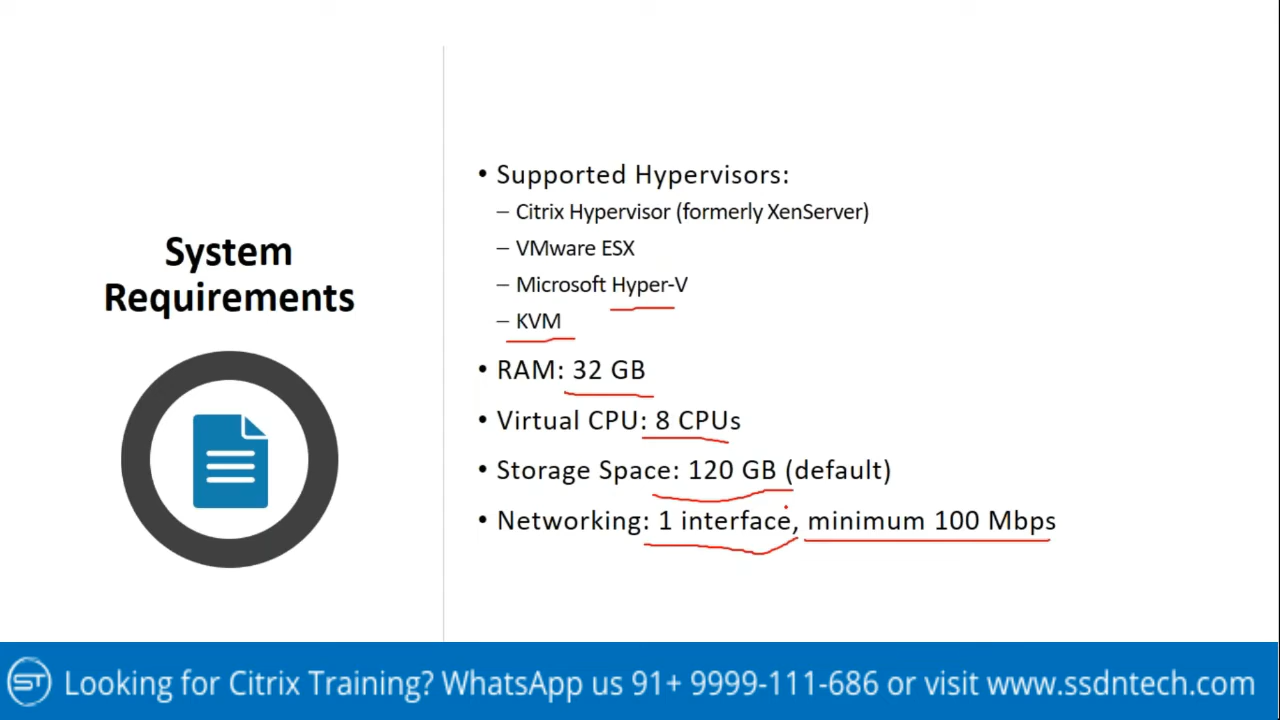 System
Requirements
• Supported Hypervisors:
– Citrix Hypervisor (formerly XenServer)
– VMware ESX
– Microsoft Hyper-V
– KVM
• RAM: 32 GB
• Virtual CPU: 8 CPUs
• Storage Space: 120 GB (default)
• Networking: 1 interface, minimum 100 Mbps
ST Looking for Citrix Training? WhatsApp us 91+ 9999-111-686 or visit www.ssdntech.com